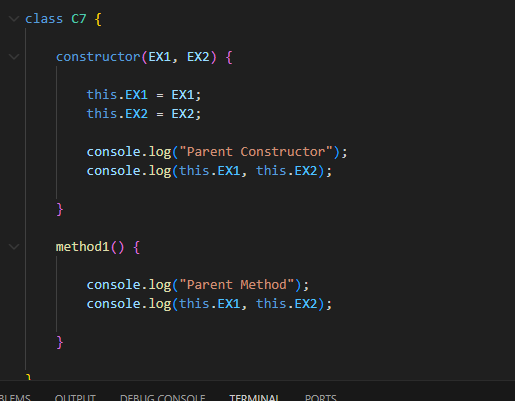 class C7 {
constructor(EX1, EX2) {
this.EX1 = EX1;
this.EX2 = EX2;
console.log("Parent Constructor");
console.log(this.EX1, this.EX2);
}
method1() {
console.log("Parent Method");
console.log(this.EX1, this.EX2);
}
}
OUTPUT DEBUG CONSOLE TERMINAL PORTS